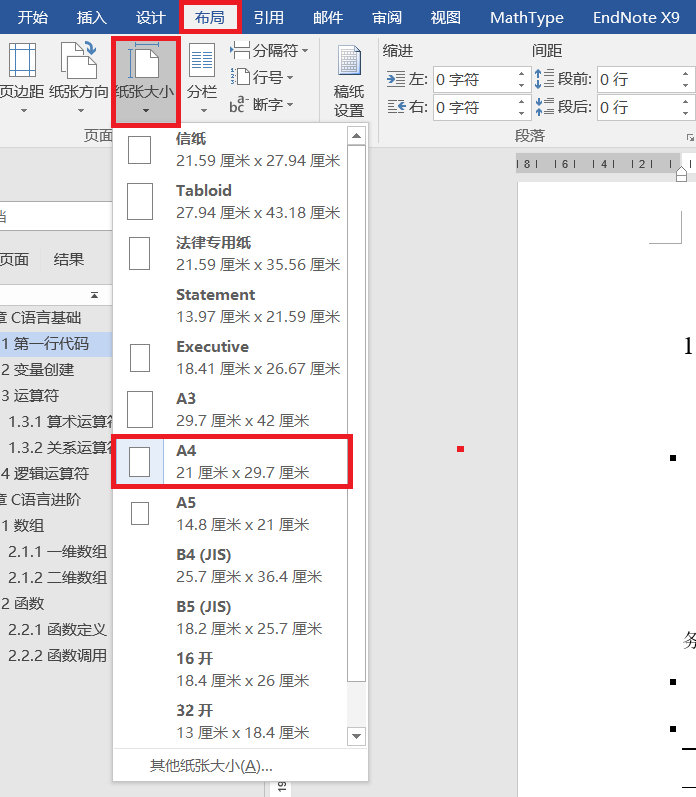 开始 插入 设计 布局 引用 邮件 审阅 视图 MathType EndNote X9
页边距 纸张方向 纸张大小 分栏
分隔符
行号
断字
稿纸
设置
缩进 间距
左: 0 字符 段前: 0 行
右: 0 字符 段后: 0 行
页面
段落
8 6 4 2
信纸
21.59 厘米 x 27.94 厘米
Tabloid
27.94 厘米 x 43.18 厘米
法律专用纸
21.59 厘米 x 35.56 厘米
Statement
13.97 厘米 x 21.59 厘米
Executive
18.41 厘米 x 26.67 厘米
A3
29.7 厘米 x 42 厘米
A4
21 厘米 x 29.7 厘米
A5
14.8 厘米 x 21 厘米
B4 (JIS)
25.7 厘米 x 36.4 厘米
B5 (JIS)
18.2 厘米 x 25.7 厘米
16 开
18.4 厘米 x 26 厘米
32 开
13 厘米 x 18.4 厘米
其他纸张大小(A)...
页面 结果
章 C语言基础
1 第一行代码
2 变量创建
3 运算符
1.3.1 算术运算符
1.3.2 关系运算符
4 逻辑运算符
章 C语言进阶
1 数组
2.1.1 一维数组
2.1.2 二维数组
2 函数
2.2.1 函数定义
2.2.2 函数调用
1
务